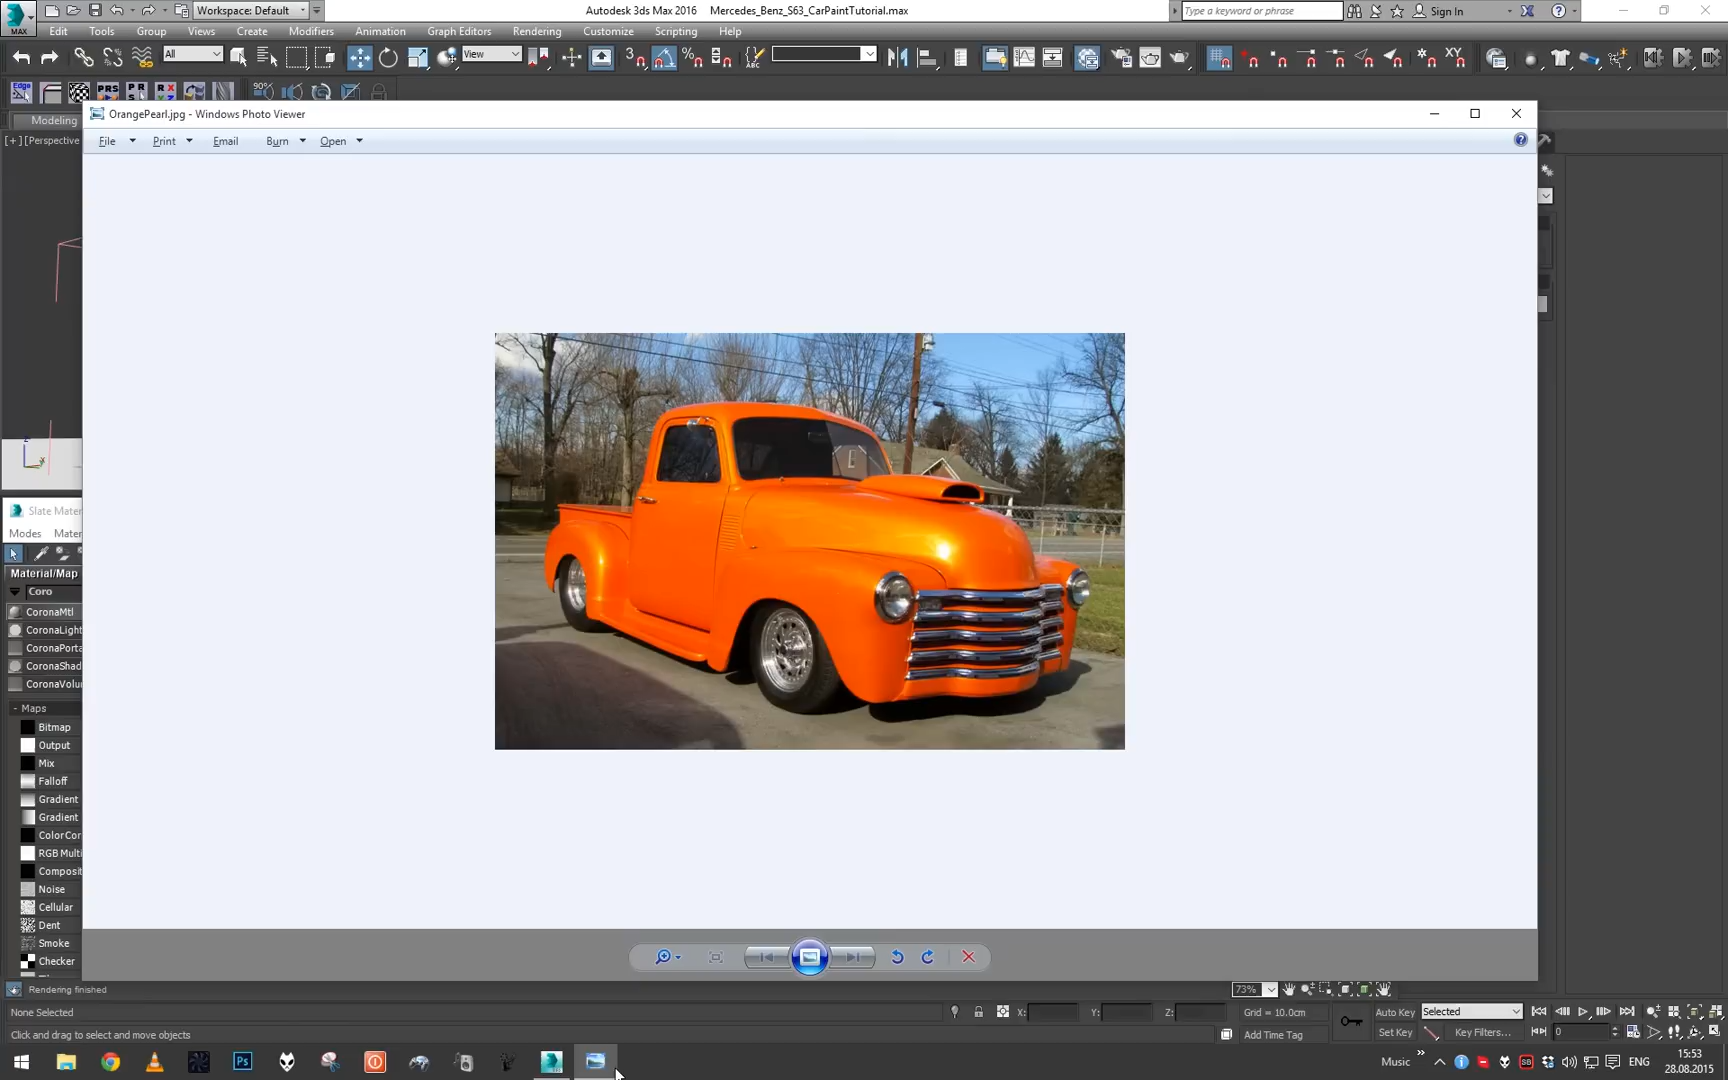 Workspace: Default
Autodesk 3ds Max 2016 Mercedes_Benz_S63_CarPaintTutorial.max
Type a keyword or phrase
Sign In
MAX
Edit Tools Group Views Create Modifiers Animation Graph Editors Rendering Customize Scripting Help
All
View
Modeling
OrangePearl.jpg - Windows Photo Viewer
[+][Perspective
File Print Email Burn Open
Slate Mater
Modes Mater
Material/Map
Coro
CoronaMtl
CoronaLight
CoronaPorta
CoronaShad
CoronaVolu
- Maps
Bitmap
Output
Mix
Falloff
Gradient
Gradient
ColorCor
RGB Multi
Composit
Noise
Cellular
Dent
Smoke
Checker
Rendering finished
73%
None Selected
X: Y: Z: Grid = 10.0cm
Auto Key Selected
Click and drag to select and move objects
Add Time Tag
Set Key Key Filters...
0
Music
ENG
15:53
28.08.2015